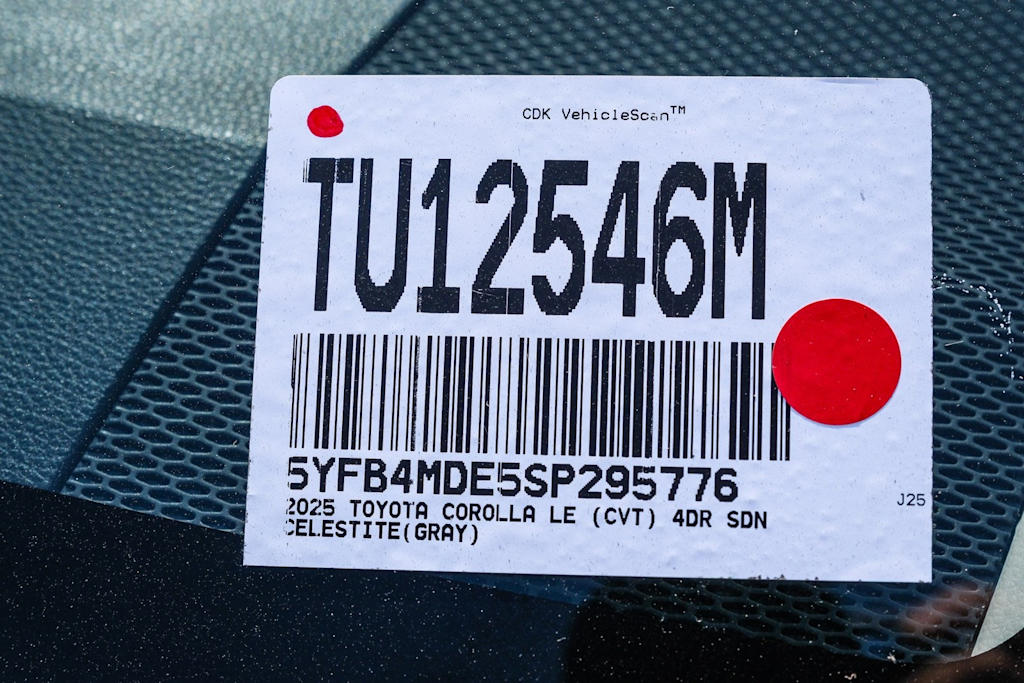 CDK VehicleScan™
TU12546M
5YFB4MDE5SP295776
2025 TOYOTA COROLLA LE (CVT) 4DR SDN
CELESTITE(GRAY)
J25